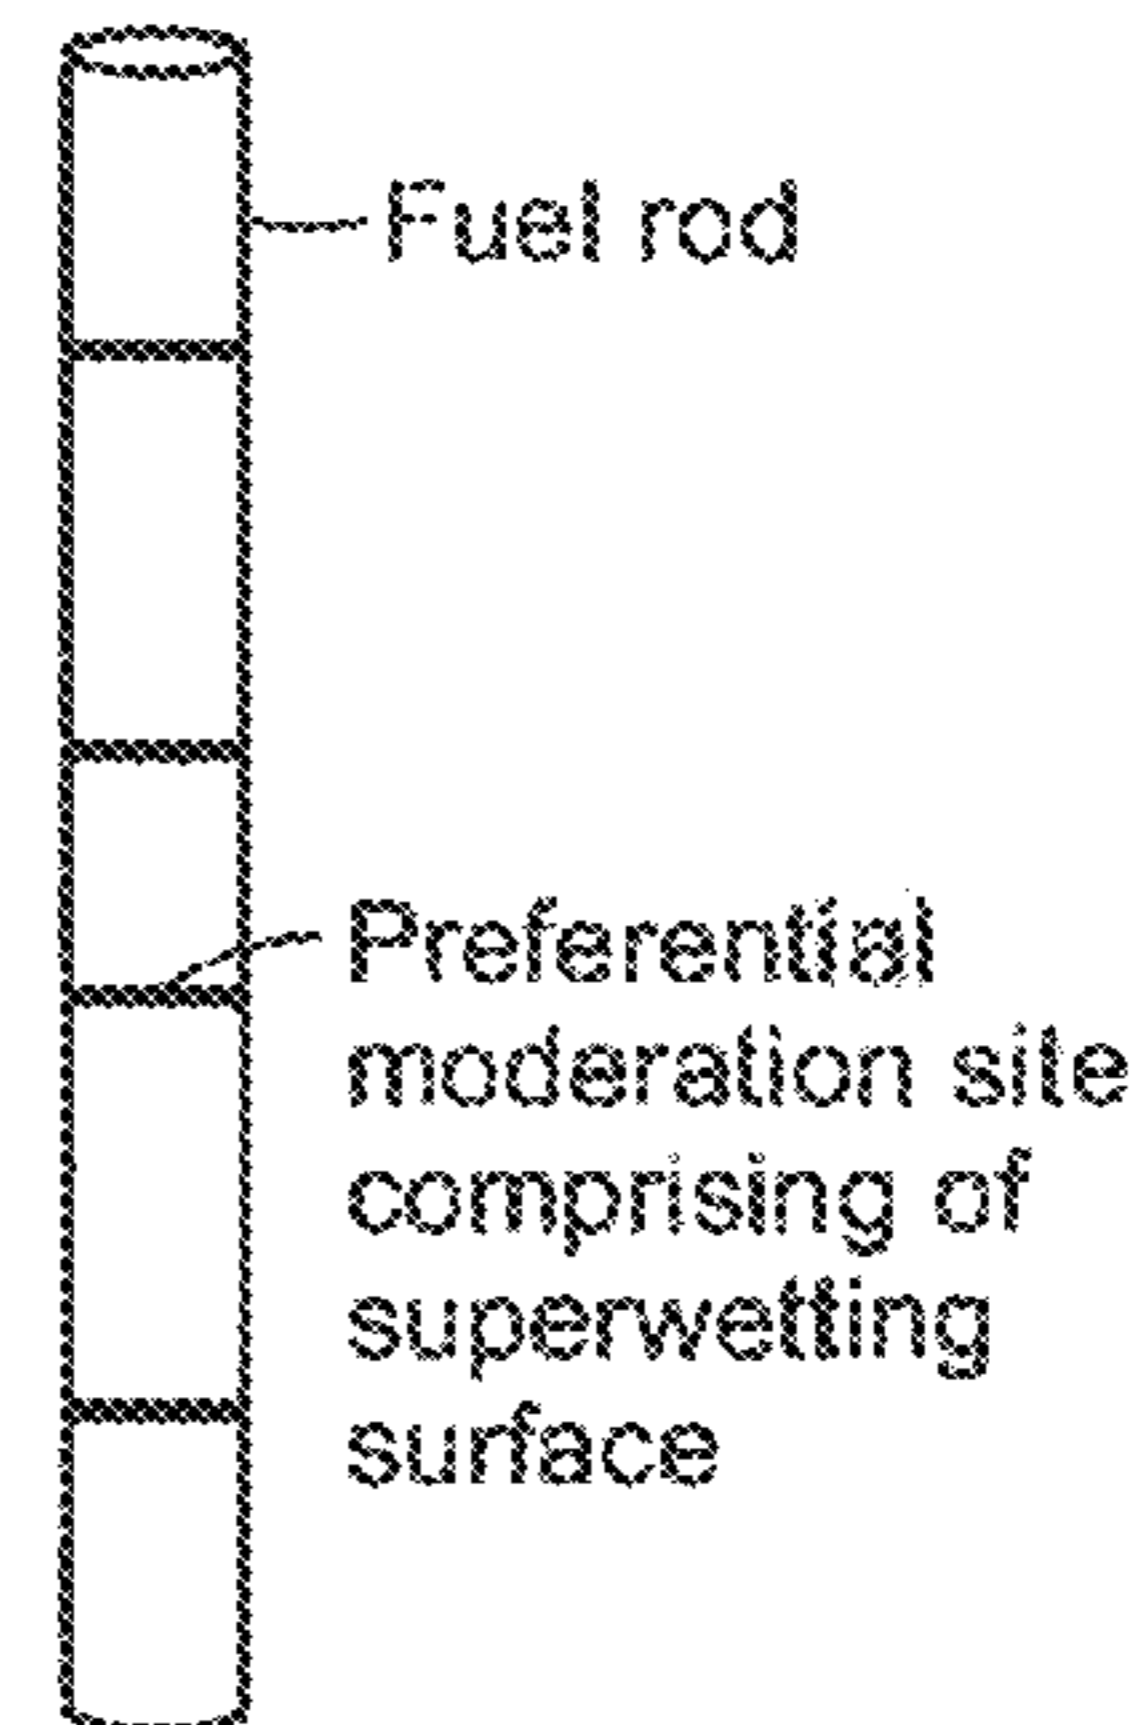 Fuel rod
Preferential
moderation site
comprising of
superwetting
surface